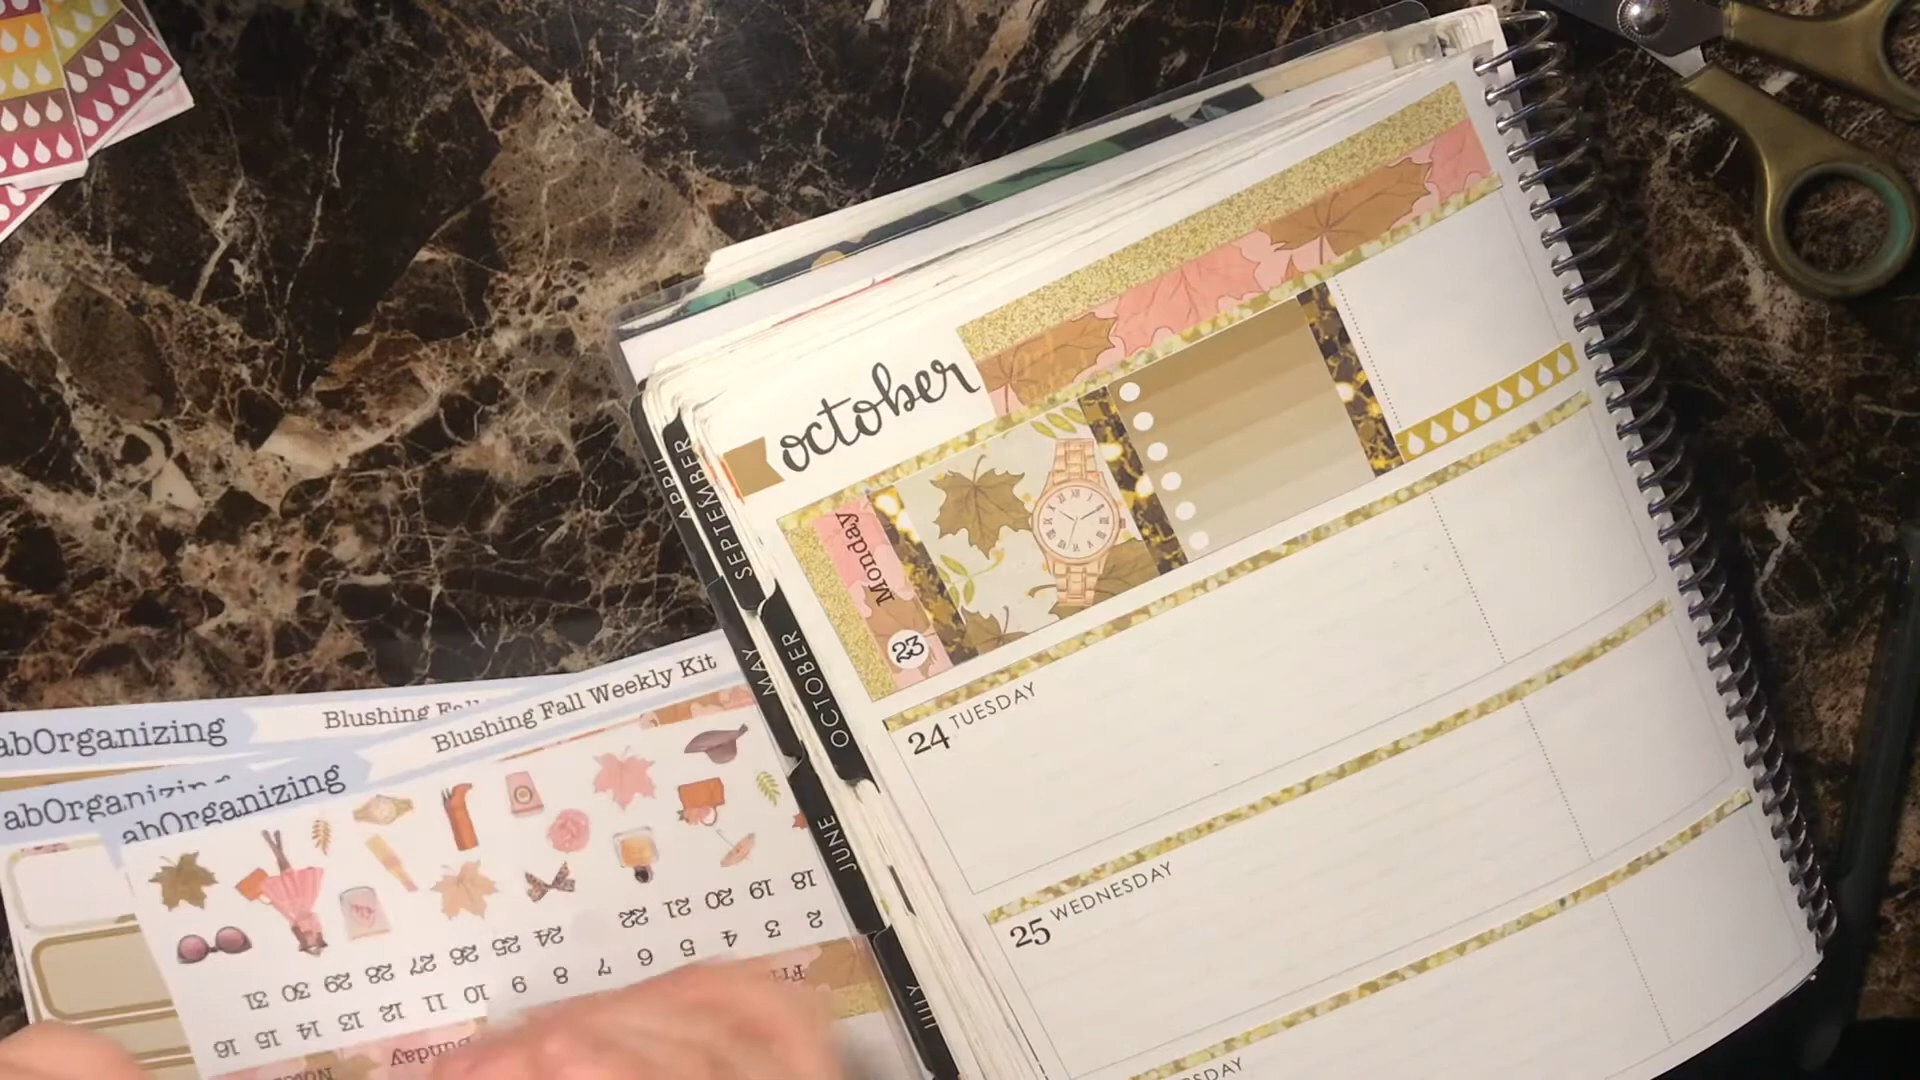 october
Monday
23
24 TUESDAY
25 WEDNESDAY
APRIL
SEPTEMBER
MAY
OCTOBER
JUNE
JULY
abOrganizing
Blushing Fall
abOrganizing
Blushing Fall Weekly Kit
abOrganizing
18 19 20 21 22 24 25 26 27 28 29 30 31
2 3 4 5 6 7 8 9 10 11 12 13 14 15 16
Fri